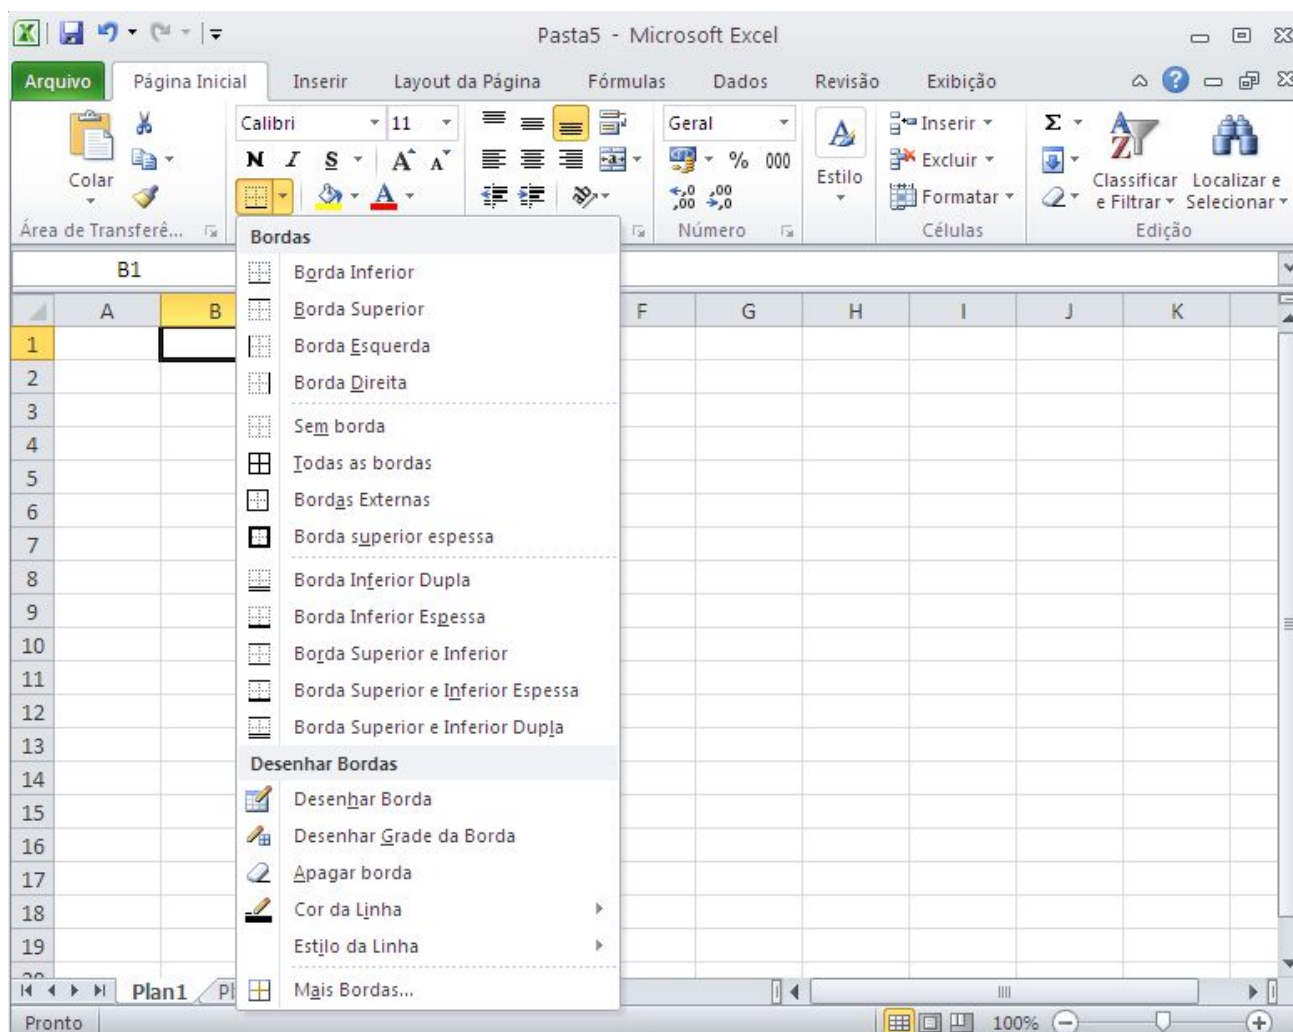 Pasta5 - Microsoft Excel
Arquivo Página Inicial Inserir Layout da Página Fórmulas Dados Revisão Exibição
Calibri 11 Geral Σ Inserir
N I S A A % 000 Excluir
Colar Estilo Classificar e Filtrar Localizar e Selecionar
A ,0 ,00 ,00 ,0 Formatar
Área de Transferê... Número Células Edição
B1
A B F G H I J K
Bordas
Borda Inferior
Borda Superior
Borda Esquerda
Borda Direita
Sem borda
Todas as bordas
Bordas Externas
Borda superior espessa
Borda Inferior Dupla
Borda Inferior Espessa
Borda Superior e Inferior
Borda Superior e Inferior Espessa
Borda Superior e Inferior Dupla
Desenhar Bordas
Desenhar Borda
Desenhar Grade da Borda
Apagar borda
Cor da Linha
Estilo da Linha
Mais Bordas...
1
2
3
4
5
6
7
8
9
10
11
12
13
14
15
16
17
18
19
Plan1
Pronto 100%